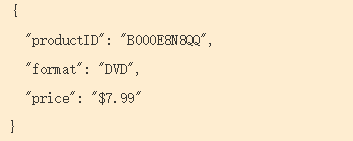 {
"productID": "B000E8N8QQ",
"format": "DVD",
"price": "$7.99"
}